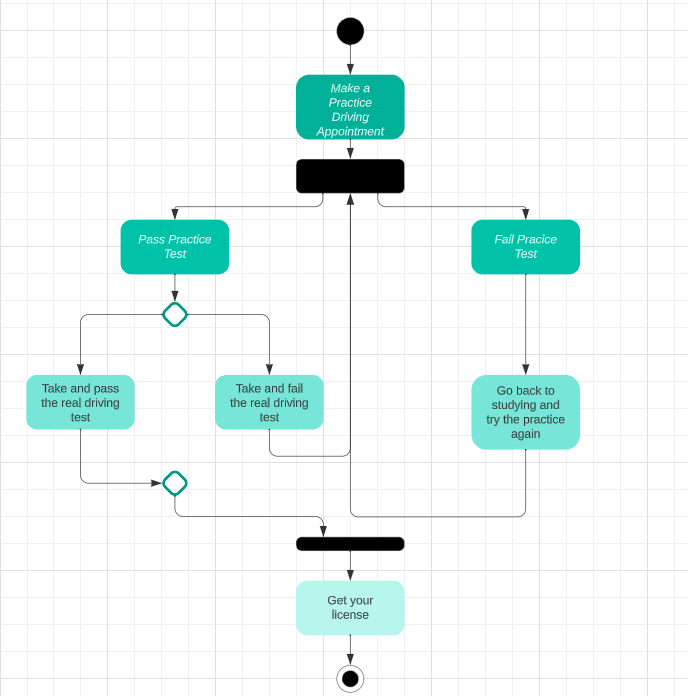 Make a
Practice
Driving
Appointment
Pass Practice
Test
Fail Pracice
Test
Take and pass
the real driving
test
Take and fail
the real driving
test
Go back to
studying and
try the practice
again
Get your
license